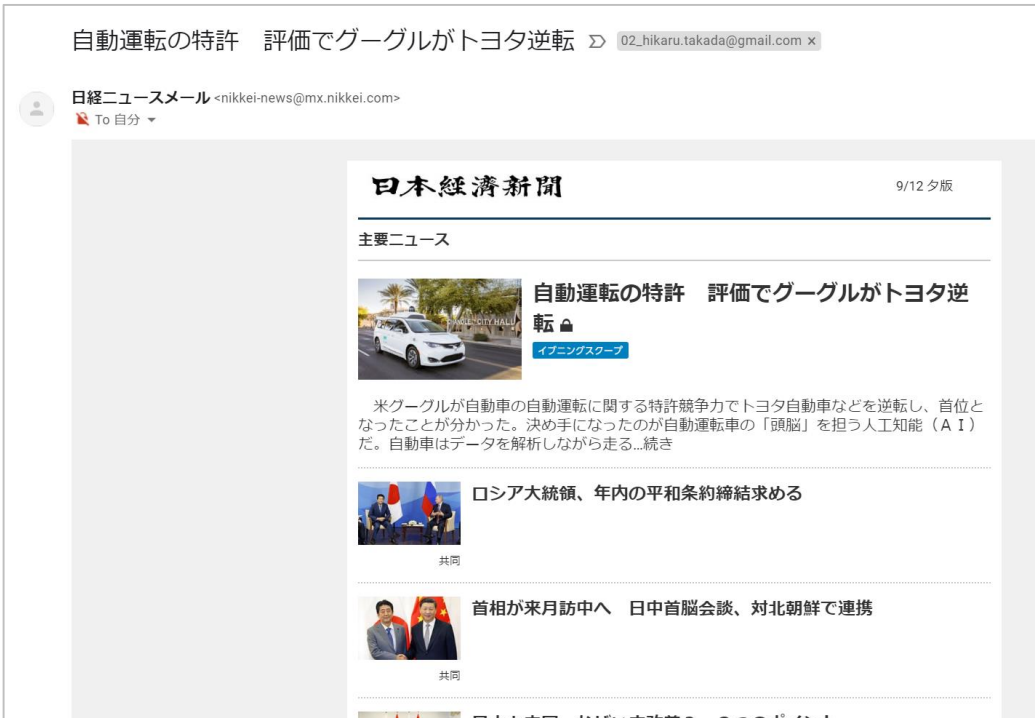 自動運転の特許　評価でグーグルがトヨタ逆転 02_hikaru.takada@gmail.com ×
日経ニュースメール <nikkei-news@mx.nikkei.com>
To 自分
日本経済新聞 9/12 夕版
主要ニュース
CHANDLER CITY HALL
自動運転の特許　評価でグーグルがトヨタ逆
転
イブニングスクープ
　米グーグルが自動車の自動運転に関する特許競争力でトヨタ自動車などを逆転し、首位と
なったことが分かった。決め手になったのが自動運転車の「頭脳」を担う人工知能（ＡＩ）
だ。自動車はデータを解析しながら走る...続き
ロシア大統領、年内の平和条約締結求める
共同
首相が来月訪中へ　日中首脳会談、対北朝鮮で連携
共同